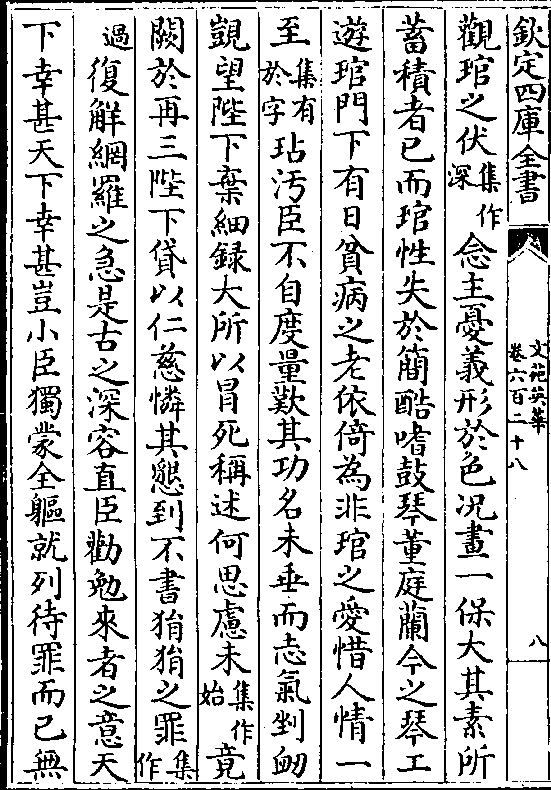 欽定四庫全書
文苑英華
卷六百二十八
八
觀琯之伏集作深念主憂義形於色况畫一保大其素所
蓄積者已而琯性失於簡酷嗜鼓琴董庭蘭今之琴工
遊琯門下有日貧病之老依倚為非琯之愛惜人情一
至集有於字玷汚臣不自度量歎其功名未垂而志氣剉衂
覬望陛下棄細録大所以冒死稱述何思慮未集作始竟
闕於再三陛下貸以仁慈憐其懇到不書狷狷之罪集作
過復解網羅之急是古之深容直臣勸勉來者之意天
下幸甚天下幸甚豈小臣獨蒙全軀就列待罪而已無